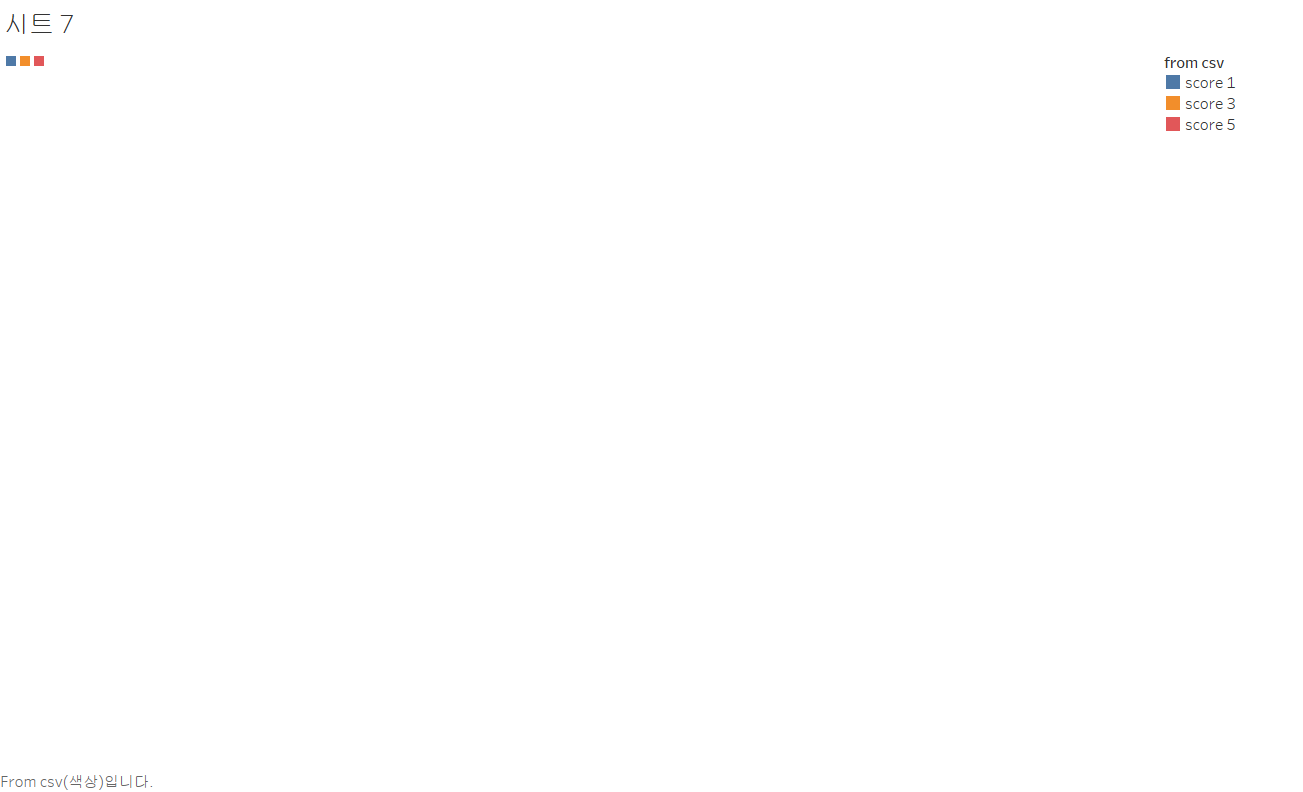 시트 7
from csv
score 1
score 3
score 5
From csv(색상)입니다.